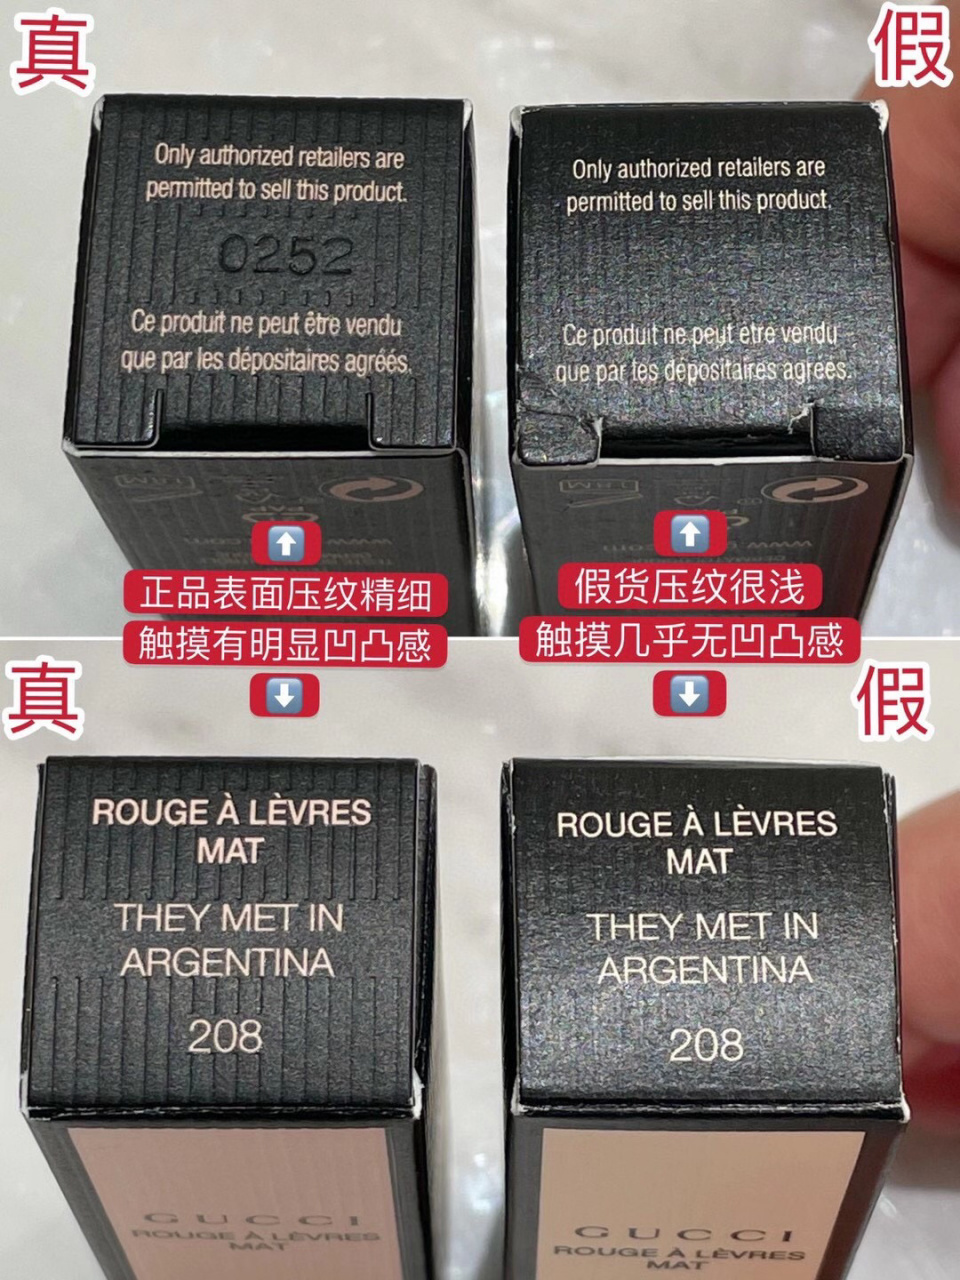 真
假
Only authorized retailers are
permitted to sell this product.
0252
Ce produit ne peut être vendu
que par les dépositaires agréés.
Only authorized retailers are
permitted to sell this product.
Ce produit ne peut être vendu
que par les dépositaires agréés.
18M
PAP
18M
正品表面压纹精细
触摸有明显凹凸感
假货压纹很浅
触摸几乎无凹凸感
真
假
ROUGE À LÈVRES
MAT
THEY MET IN
ARGENTINA
208
GUCCI
ROUGE À LÈVRES
MAT
ROUGE À LÈVRES
MAT
THEY MET IN
ARGENTINA
208
GUCCI
ROUGE À LÈVRES
MAT